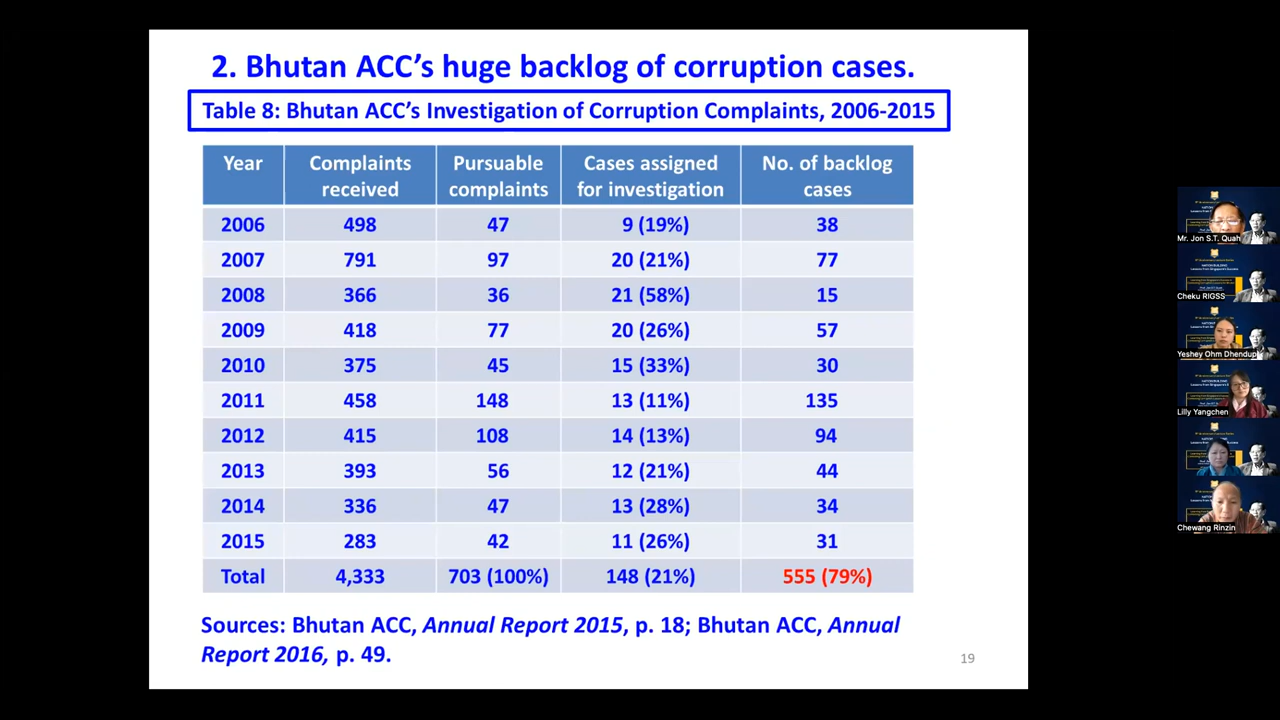 2. Bhutan ACC’s huge backlog of corruption cases.
Table 8: Bhutan ACC’s Investigation of Corruption Complaints, 2006-2015
Year Complaints received Pursuable complaints Cases assigned for investigation No. of backlog cases
2006 498 47 9 (19%) 38
2007 791 97 20 (21%) 77
2008 366 36 21 (58%) 15
2009 418 77 20 (26%) 57
2010 375 45 15 (33%) 30
2011 458 148 13 (11%) 135
2012 415 108 14 (13%) 94
2013 393 56 12 (21%) 44
2014 336 47 13 (28%) 34
2015 283 42 11 (26%) 31
Total 4,333 703 (100%) 148 (21%) 555 (79%)
Sources: Bhutan ACC, Annual Report 2015, p. 18; Bhutan ACC, Annual
Report 2016, p. 49.
19
Mr. Jon S.T. Quah
Cheku RIGSS
Yeshey Ohm Dhendup
Lilly Yangchen
Chewang Rinzin